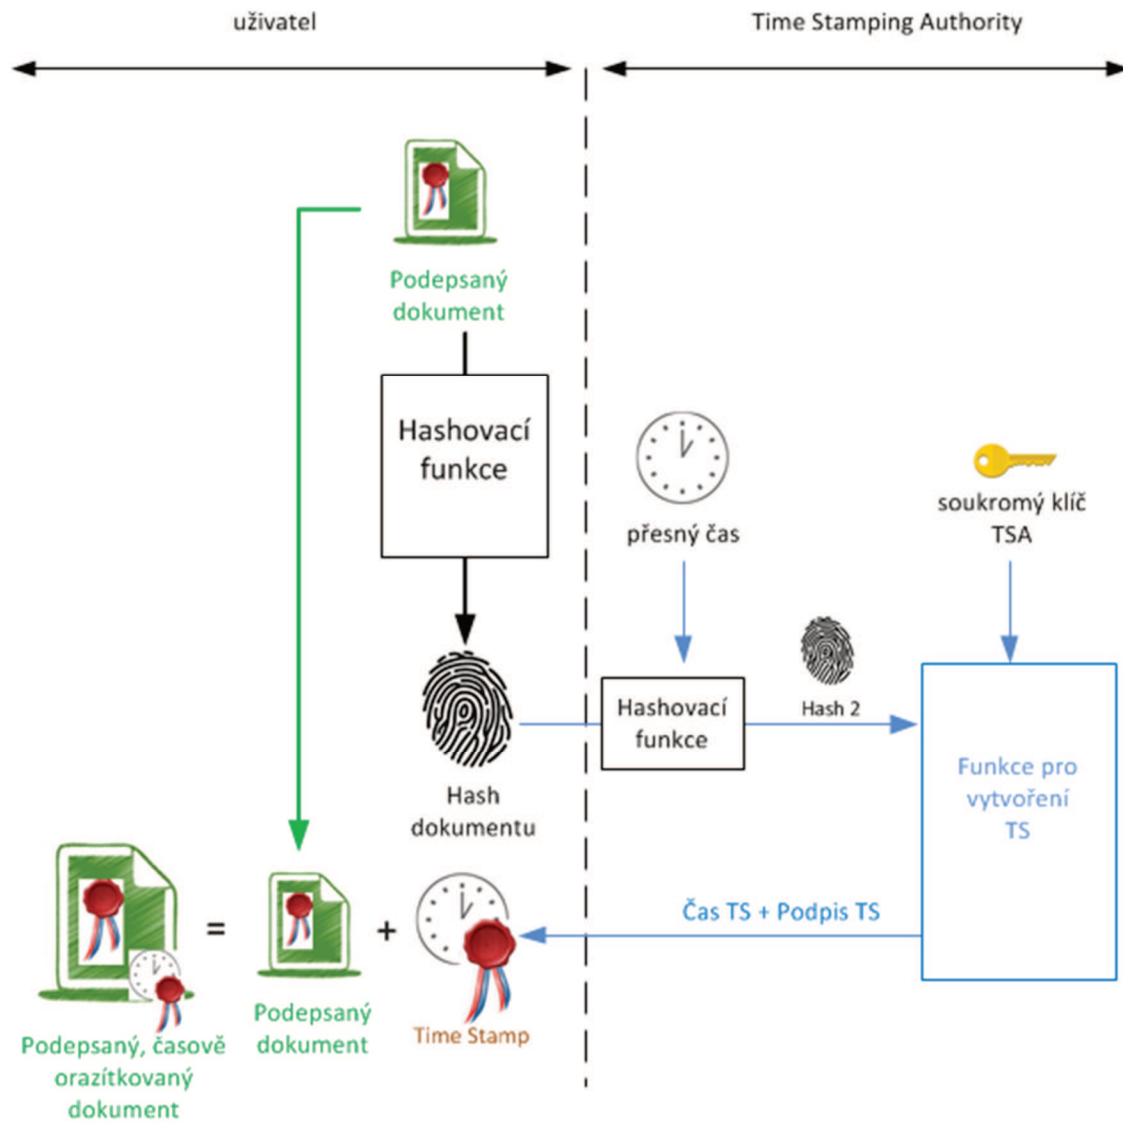 uživatel
Time Stamping Authority
Podepsaný
dokument
Hashovací
funkce
přesný čas
soukromý klíč
TSA
Hash
dokumentu
Hashovací
funkce
Hash 2
Funkce pro
vytvoření
TS
Čas TS + Podpis TS
=
+
Podepsaný, časově
orazítkovaný
dokument
Podepsaný
dokument
Time Stamp